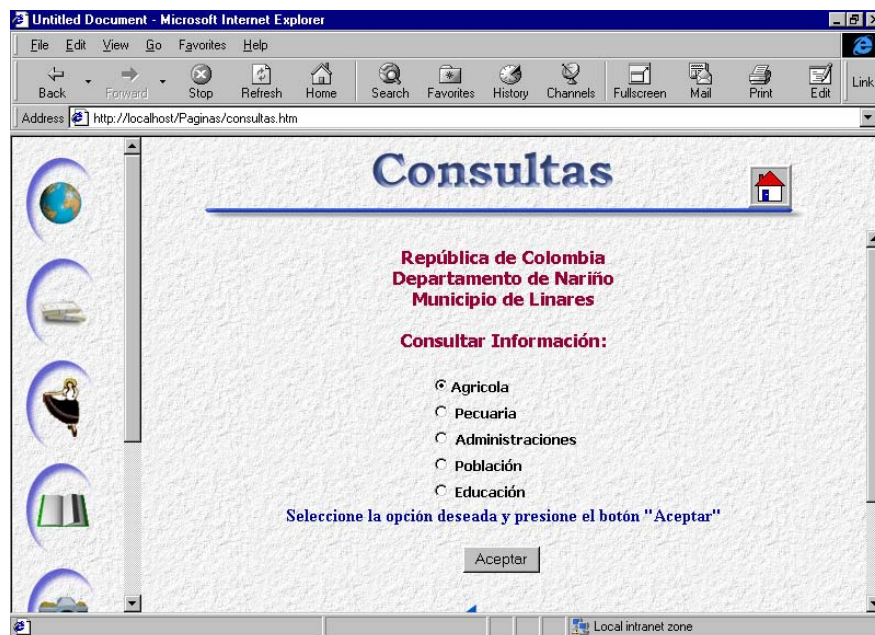 Untitled Document - Microsoft Internet Explorer
File Edit View Go Favorites Help
Back Forward Stop Refresh Home Search Favorites History Channels Fullscreen Mail Print Edit Link
Address http://localhost/Paginas/consultas.htm
Consultas
República de Colombia
Departamento de Nariño
Municipio de Linares
Consultar Información:
Agricola
Pecuaria
Administraciones
Población
Educación
Seleccione la opción deseada y presione el botón "Aceptar"
Aceptar
Local intranet zone